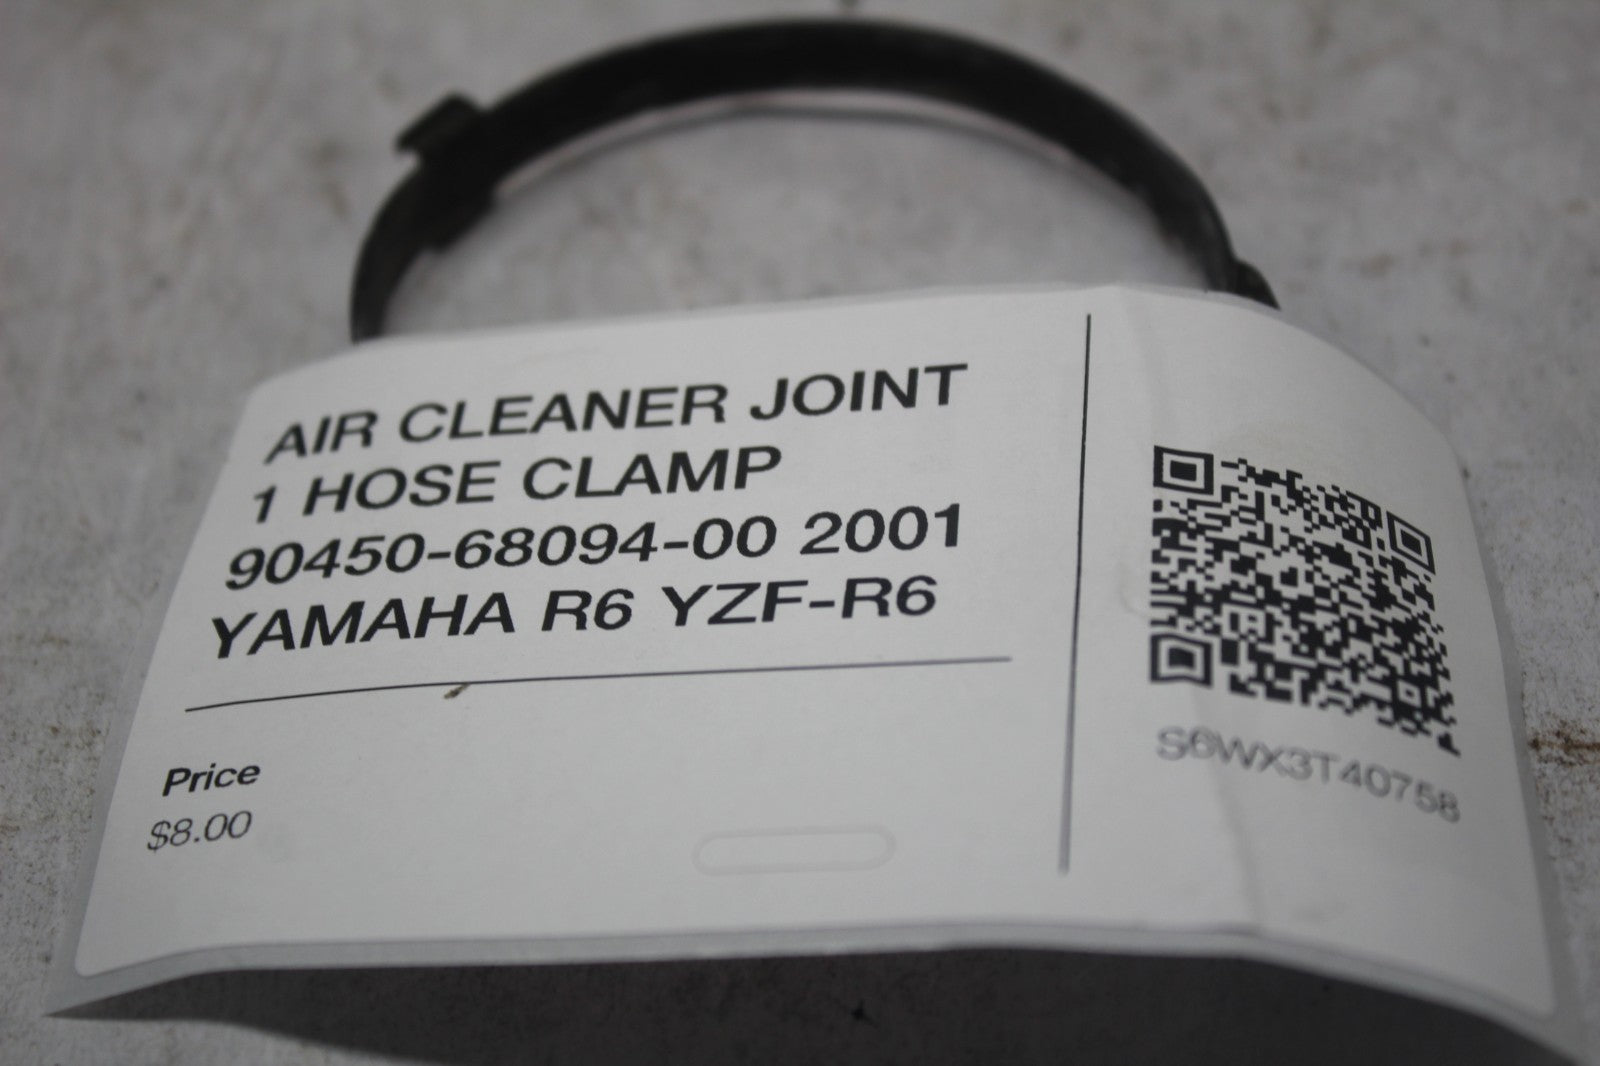 AIR CLEANER JOINT
1 HOSE CLAMP
90450-68094-00 2001
YAMAHA R6 YZF-R6
Price
$8.00
S6WX3T40758